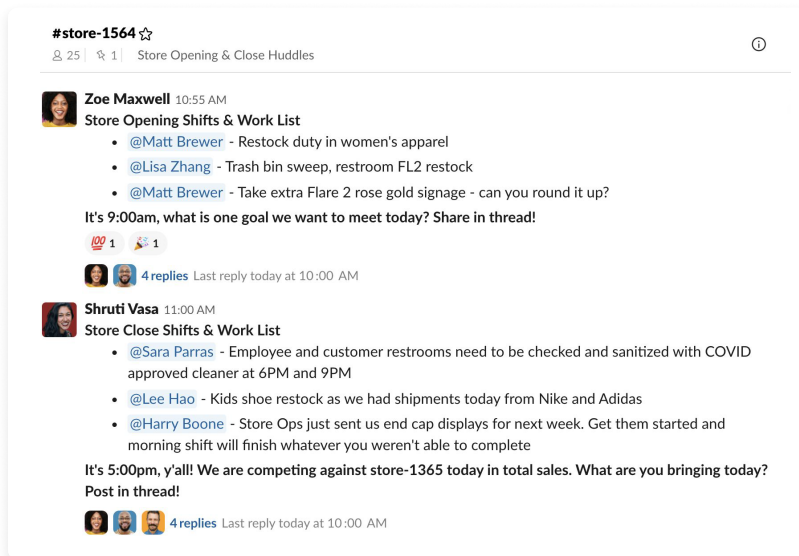 #store-1564
25 1 Store Opening & Close Huddles
Zoe Maxwell 10:55 AM
Store Opening Shifts & Work List
• @Matt Brewer - Restock duty in women's apparel
• @Lisa Zhang - Trash bin sweep, restroom FL2 restock
• @Matt Brewer - Take extra Flare 2 rose gold signage - can you round it up?
It's 9:00am, what is one goal we want to meet today? Share in thread!
💯 1 🎉 1
4 replies Last reply today at 10:00 AM
Shruti Vasa 11:00 AM
Store Close Shifts & Work List
• @Sara Parras - Employee and customer restrooms need to be checked and sanitized with COVID
approved cleaner at 6PM and 9PM
• @Lee Hao - Kids shoe restock as we had shipments today from Nike and Adidas
• @Harry Boone - Store Ops just sent us end cap displays for next week. Get them started and
morning shift will finish whatever you weren't able to complete
It's 5:00pm, y'all! We are competing against store-1365 today in total sales. What are you bringing today?
Post in thread!
4 replies Last reply today at 10:00 AM